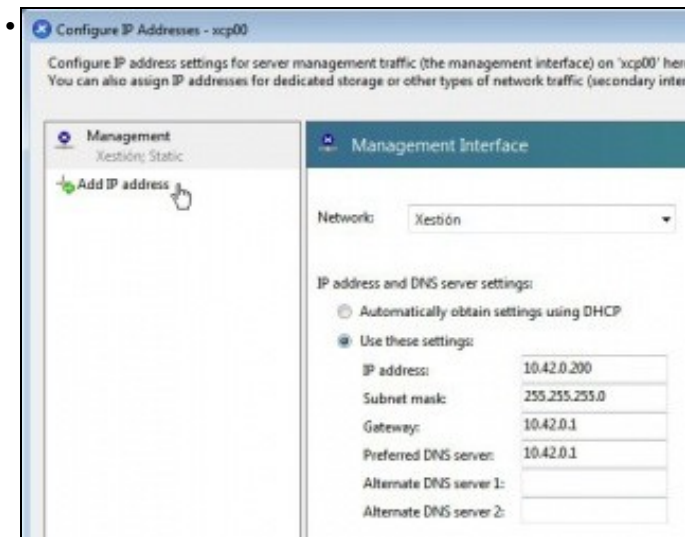 Configure IP Addresses - xcp00
Configure IP address settings for server management traffic (the management interface) on 'xcp00' her
You can also assign IP addresses for dedicated storage or other types of network traffic (secondary inter
Management
Xestión; Static
Add IP address
Management Interface
Network: Xestión
IP address and DNS server settings:
Automatically obtain settings using DHCP
Use these settings:
IP address: 10.42.0.200
Subnet mask: 255.255.255.0
Gateway: 10.42.0.1
Preferred DNS server: 10.42.0.1
Alternate DNS server 1:
Alternate DNS server 2: